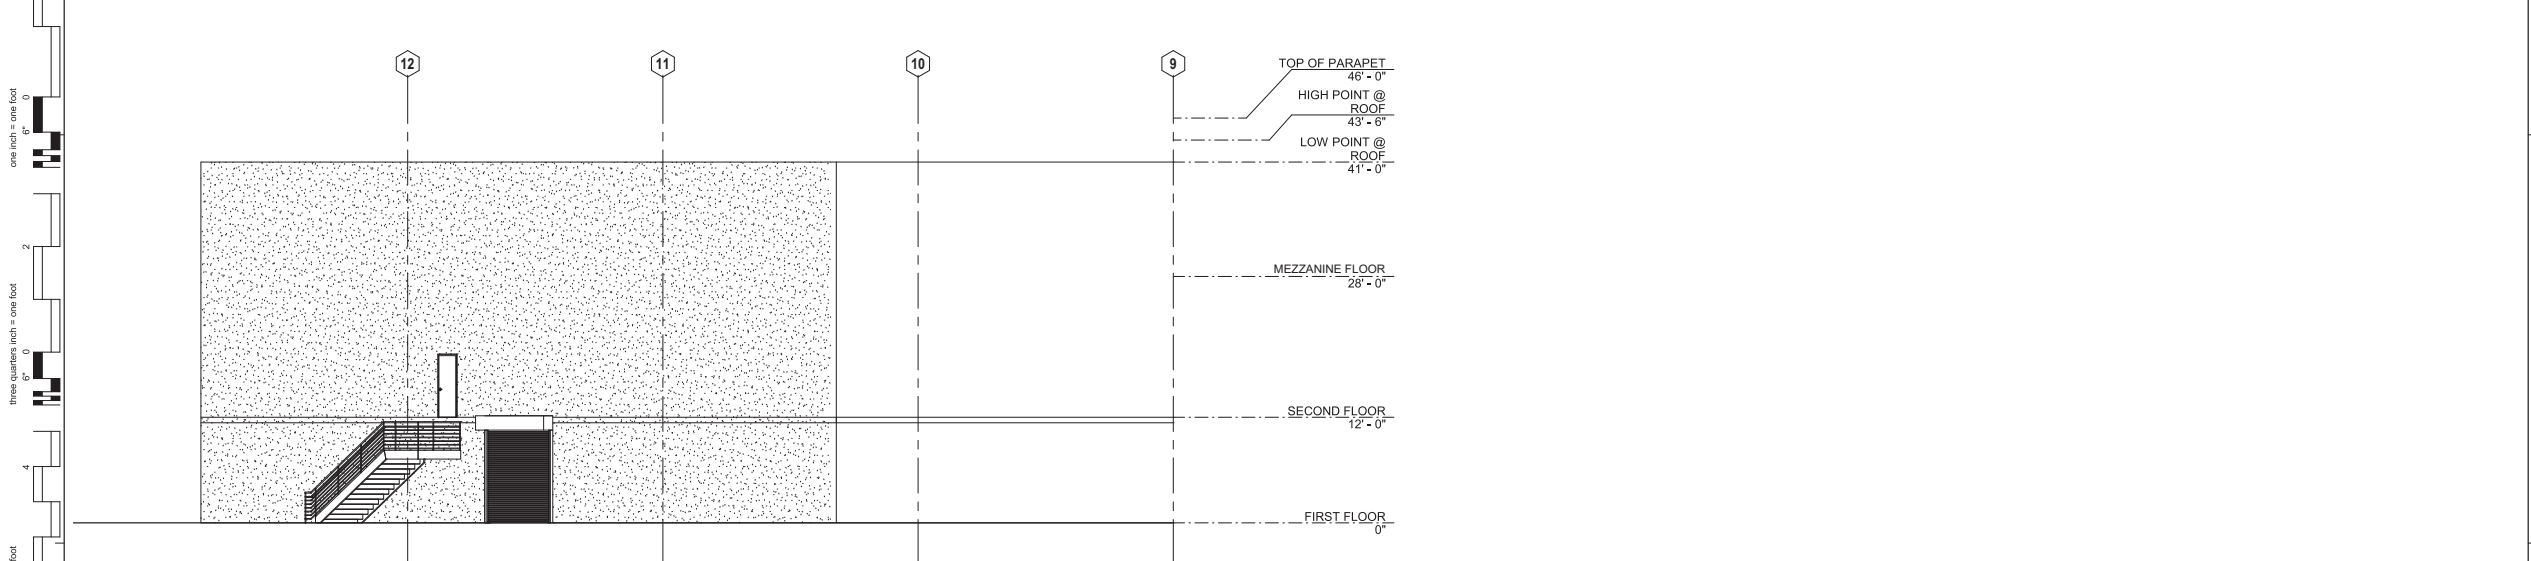 12
11
10
9
TOP OF PARAPET
46' - 0"
HIGH POINT @
ROOF
43' - 6"
LOW POINT @
ROOF
41' - 0"
MEZZANINE FLOOR
28' - 0"
SECOND FLOOR
12' - 0"
FIRST FLOOR
0"
one inch = one foot
0
6"
2
three quarters inch = one foot
0
6"
4
foot